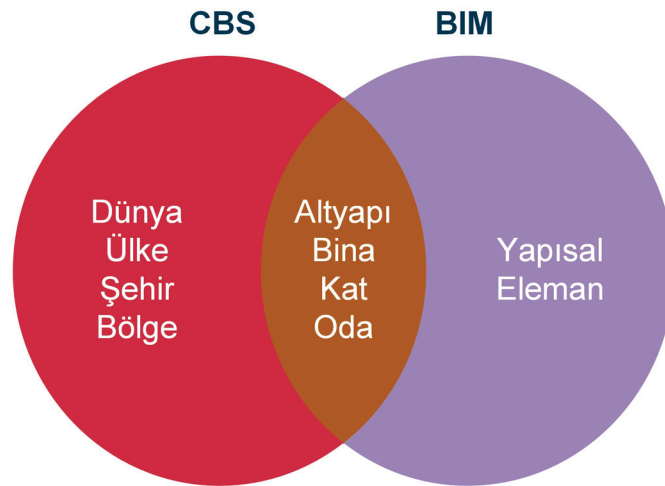 CBS
BIM
Dünya
Ülke
Şehir
Bölge
Altyapı
Bina
Kat
Oda
Yapısal
Eleman